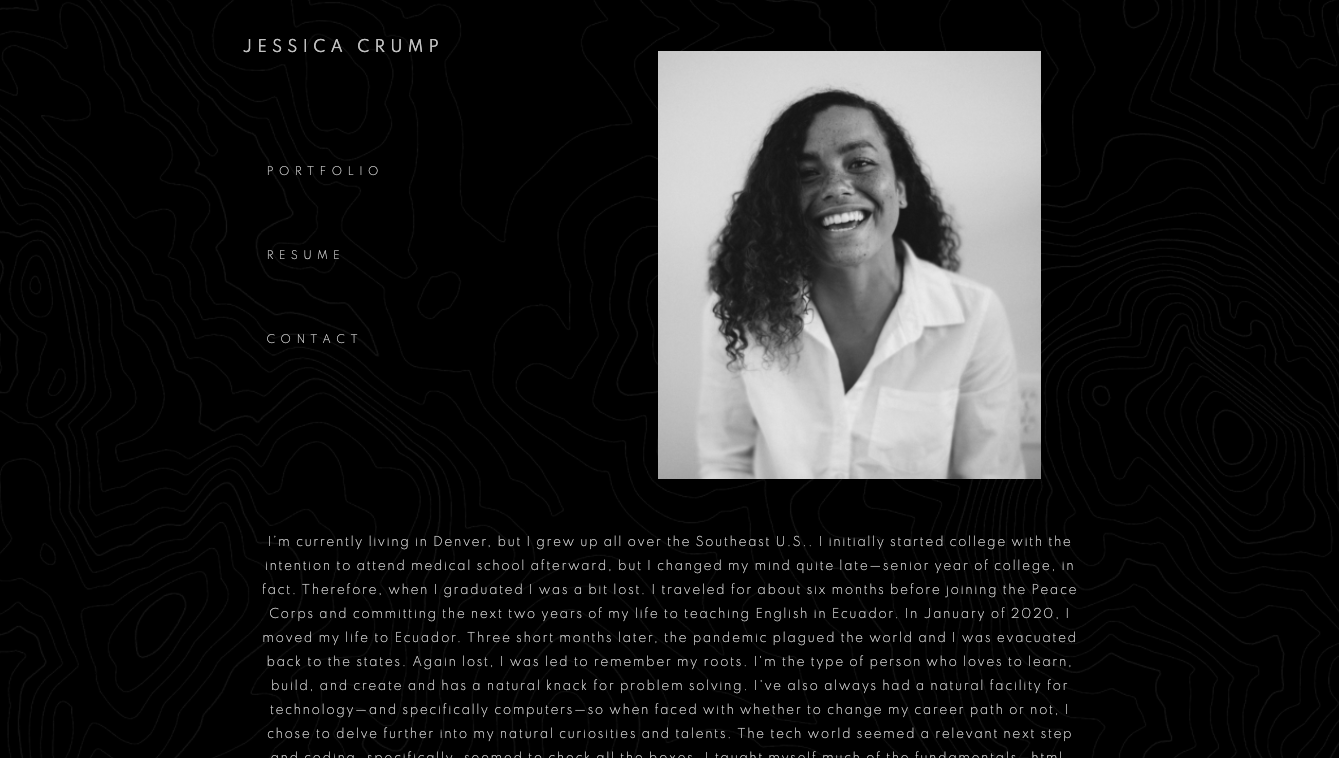 JESSICA CRUMP
PORTFOLIO
RESUME
CONTACT
I'm currently living in Denver, but I grew up all over the Southeast U.S.. I initially started college with the
intention to attend medical school afterward, but I changed my mind quite late—senior year of college, in
fact. Therefore, when I graduated I was a bit lost. I traveled for about six months before joining the Peace
Corps and committing the next two years of my life to teaching English in Ecuador. In January of 2020, I
moved my life to Ecuador. Three short months later, the pandemic plagued the world and I was evacuated
back to the states. Again lost, I was led to remember my roots. I'm the type of person who loves to learn,
build, and create and has a natural knack for problem solving. I've also always had a natural facility for
technology—and specifically computers—so when faced with whether to change my career path or not, I
chose to delve further into my natural curiosities and talents. The tech world seemed a relevant next step
and coding, specifically, seemed to check all the boxes. I taught myself much of the fundamentals—html,